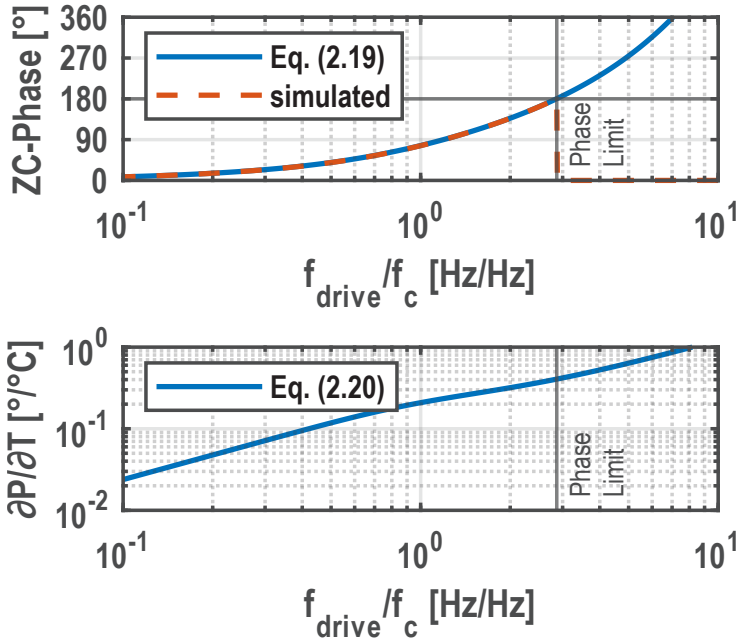 ZC-Phase [°]
360
270
180
90
0
Eq. (2.19)
simulated
Phase
Limit
10^-1
10^0
10^1
f_drive/f_c [Hz/Hz]
∂P/∂T [°/°C]
10^0
10^-1
10^-2
Eq. (2.20)
Phase
Limit
10^-1
10^0
10^1
f_drive/f_c [Hz/Hz]